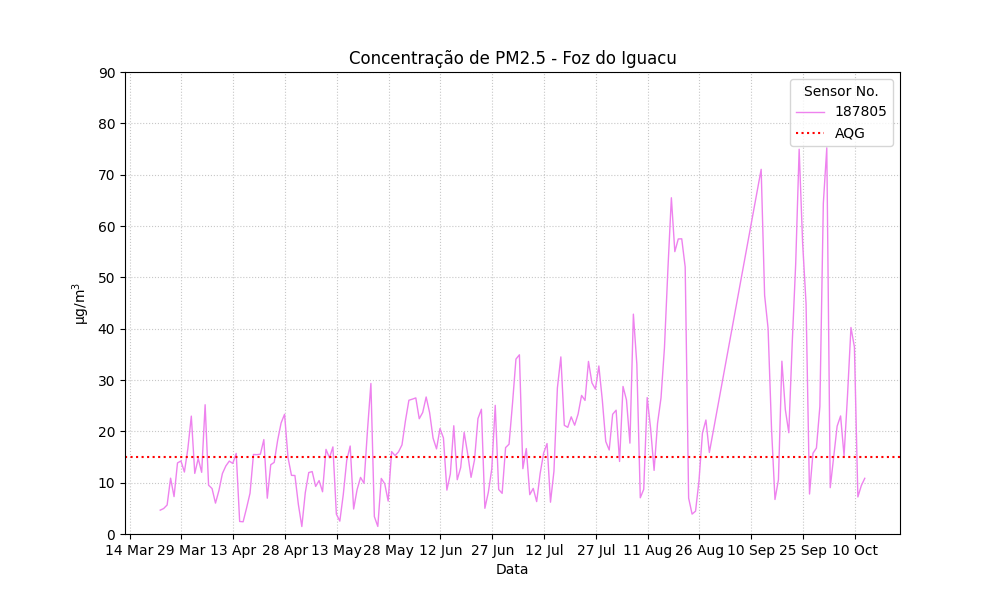 Concentração de PM2.5 - Foz do Iguacu
Sensor No.
187805
AQG
90
80
70
60
50
40
30
20
10
0
µg/m³
14 Mar 29 Mar 13 Apr 28 Apr 13 May 28 May 12 Jun 27 Jun 12 Jul 27 Jul 11 Aug 26 Aug 10 Sep 25 Sep 10 Oct
Data